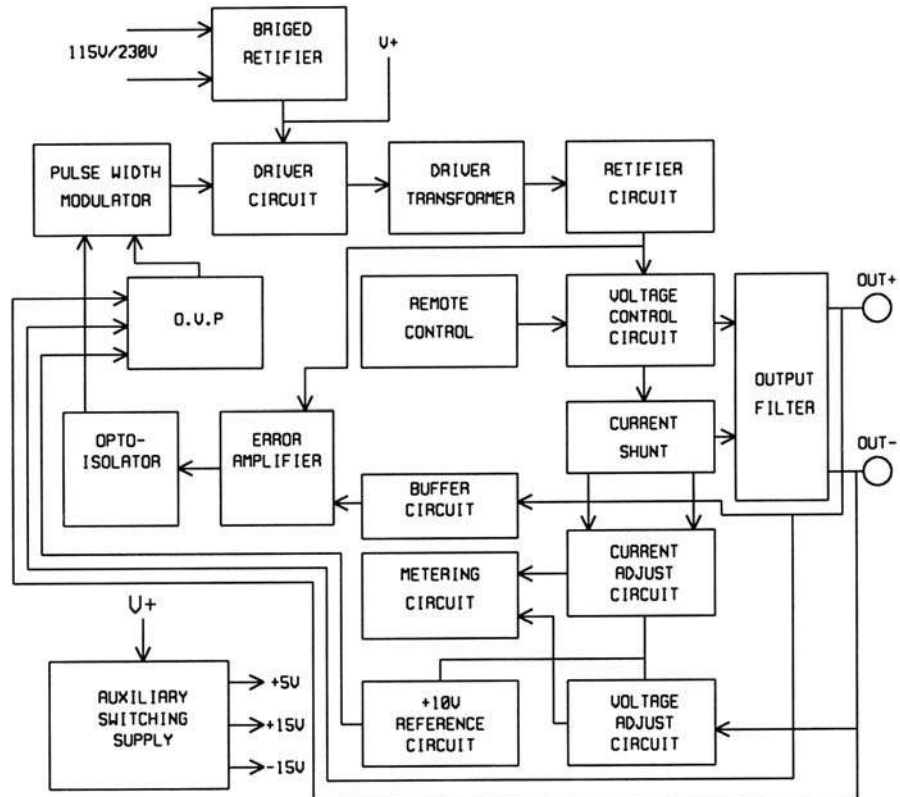 BRIGED
RETIFIER
115V/230V
V+
PULSE WIDTH
MODULATOR
DRIVER
CIRCUIT
DRIVER
TRANSFORMER
RETIFIER
CIRCUIT
O.V.P
REMOTE
CONTROL
VOLTAGE
CONTROL
CIRCUIT
OUT+
OUTPUT
FILTER
OPTO-
ISOLATOR
ERROR
AMPLIFIER
CURRENT
SHUNT
OUT-
BUFFER
CIRCUIT
METERING
CIRCUIT
CURRENT
ADJUST
CIRCUIT
V+
AUXILIARY
SWITCHING
SUPPLY
+5V
+15V
-15V
+10V
REFERENCE
CIRCUIT
VOLTAGE
ADJUST
CIRCUIT